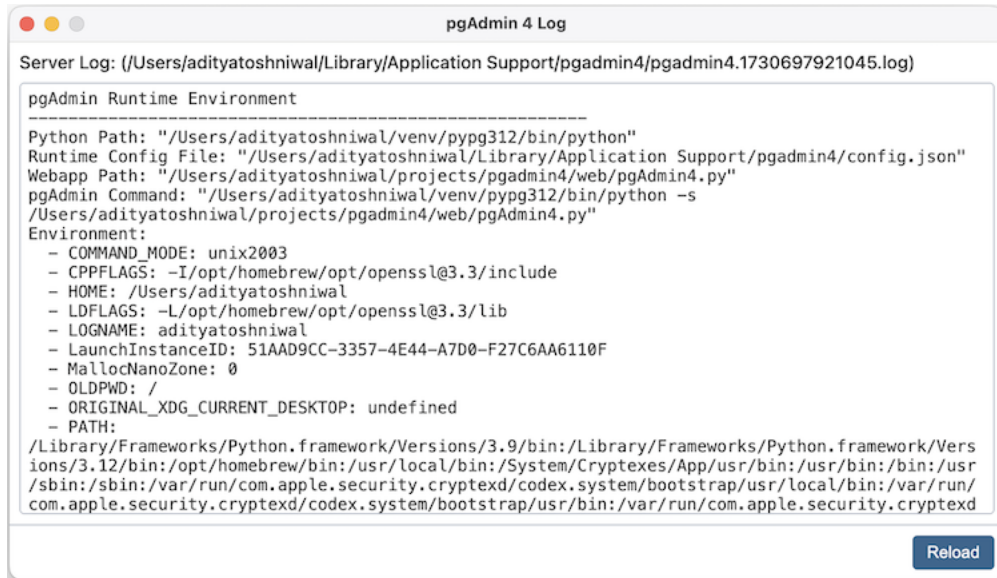 pgAdmin 4 Log
Server Log: (/Users/adityatoshniwal/Library/Application Support/pgadmin4/pgadmin4.1730697921045.log)
pgAdmin Runtime Environment
--------------------------------------------------------
Python Path: "/Users/adityatoshniwal/venv/pypg312/bin/python"
Runtime Config File: "/Users/adityatoshniwal/Library/Application Support/pgadmin4/config.json"
Webapp Path: "/Users/adityatoshniwal/projects/pgadmin4/web/pgAdmin4.py"
pgAdmin Command: "/Users/adityatoshniwal/venv/pypg312/bin/python -s
/Users/adityatoshniwal/projects/pgadmin4/web/pgAdmin4.py"
Environment:
- COMMAND_MODE: unix2003
- CPPFLAGS: -I/opt/homebrew/opt/openssl@3.3/include
- HOME: /Users/adityatoshniwal
- LDFLAGS: -L/opt/homebrew/opt/openssl@3.3/lib
- LOGNAME: adityatoshniwal
- LaunchInstanceID: 51AAD9CC-3357-4E44-A7D0-F27C6AA6110F
- MallocNanoZone: 0
- OLDPWD: /
- ORIGINAL_XDG_CURRENT_DESKTOP: undefined
- PATH:
/Library/Frameworks/Python.framework/Versions/3.9/bin:/Library/Frameworks/Python.framework/Vers
ions/3.12/bin:/opt/homebrew/bin:/usr/local/bin:/System/Cryptexes/App/usr/bin:/usr/bin:/bin:/usr
/sbin:/sbin:/var/run/com.apple.security.cryptexd/codex.system/bootstrap/usr/local/bin:/var/run/
com.apple.security.cryptexd/codex.system/bootstrap/usr/bin:/var/run/com.apple.security.cryptexd
Reload